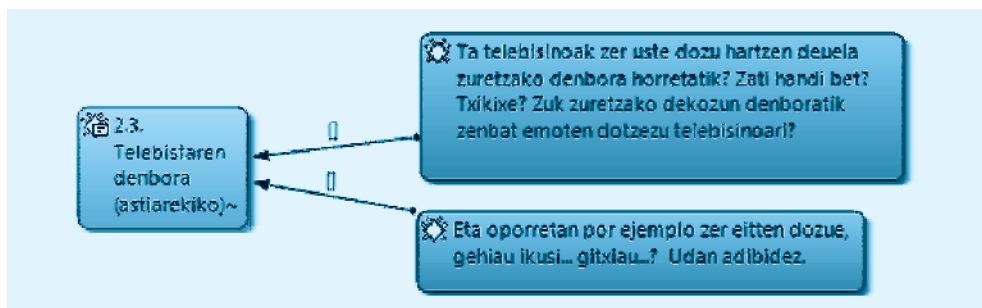 2.3.
Telebistaren
denbora
(astiarekiko)~
[]
[]
Ta telebisinoak zer uste dozu hartzen deuela
zuretzako denbora horretatik? Zati handi bet?
Txikixe? Zuk zuretzako dekozun denboratik
zenbat emoten dotzezu telebisinoari?
Eta oporretan por ejemplo zer eitten dozue,
gehiau ikusi... gitxiau...? Udan adibidez.